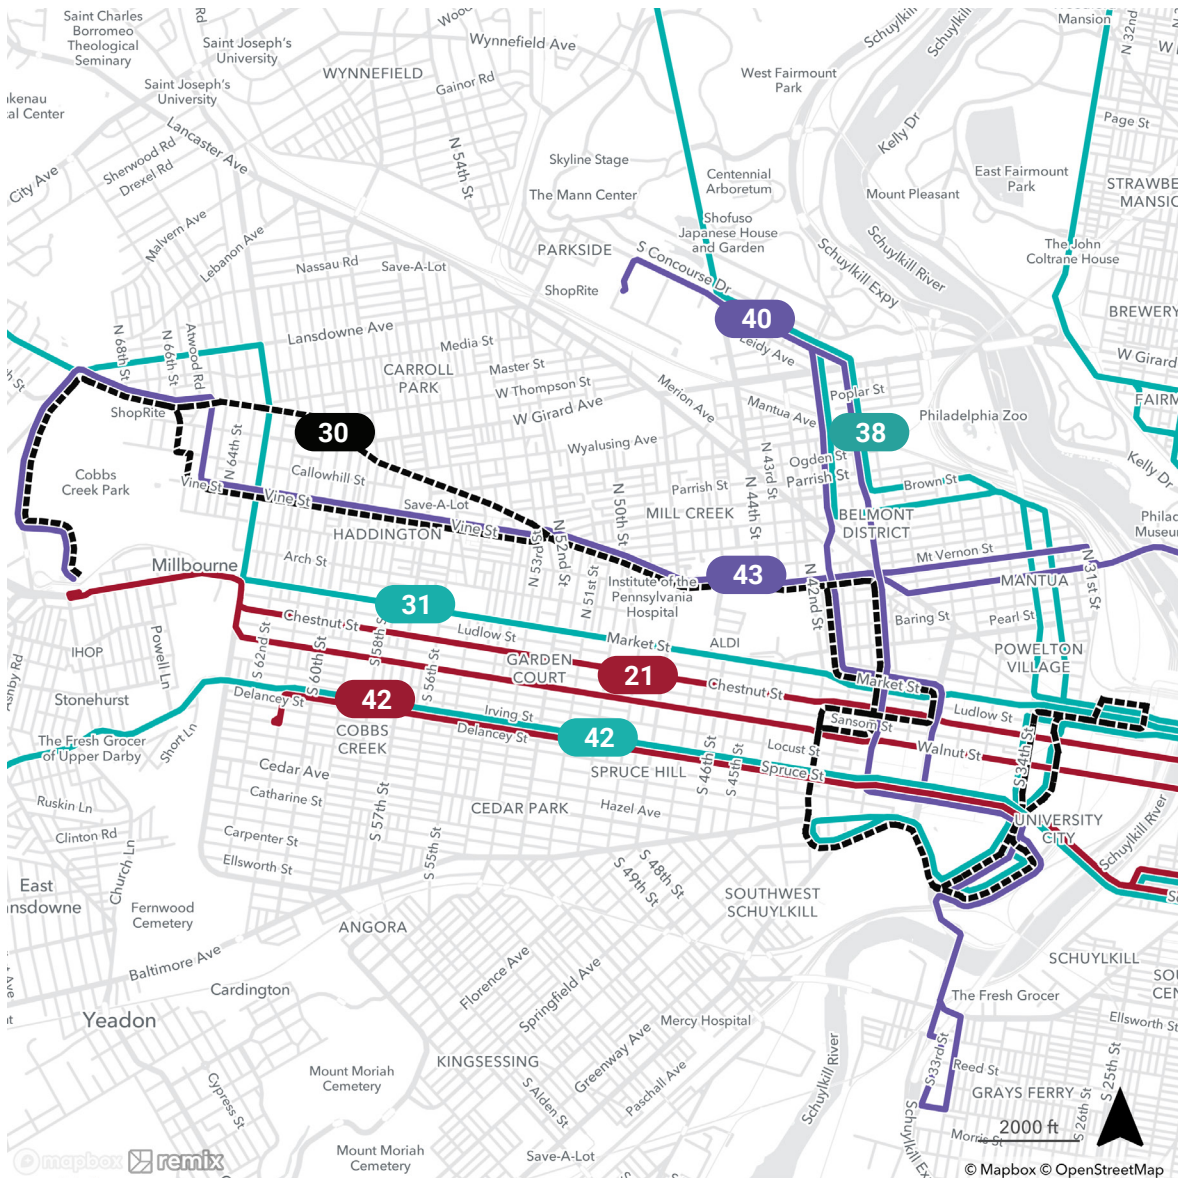 Saint Charles
Borromeo
Theological
Seminary
Saint Joseph's
University
Saint Joseph's
University
WYNNEFIELD
Wynnefield Ave
Gainor Rd
West Fairmount
Park
Schuylkill
Schuylkill
Mansion
N 32nd
Page St
Lancaster Ave
Sherwood Rd
Drexel Rd
City Ave
N 54th St
Skyline Stage
The Mann Center
Centennial
Arboretum
Kelly Dr
East Fairmount
Park
Mount Pleasant
Malvern Ave
Lebanon Ave
Nassau Rd
Save-A-Lot
PARKSIDE
ShopRite
Shofuso
Japanese House
and Garden
S Concourse Dr
Schuylkill Expy
Schuylkill River
The John
Coltrane House
W Girard
N 68th St
N 66th St
Atwood Rd
Lansdowne Ave
Media St
CARROLL
PARK
Master St
W Thompson St
W Girard Ave
40
Leidy Ave
Merion Ave
Mantua Ave
Poplar St
Philadelphia Zoo
ShopRite
30
38
N 64th St
Wyalusing Ave
N 43rd St
Ogden St
Parrish St
Kelly Dr
Cobbs
Creek Park
Callowhill St
Vine St
Vine St
Save-A-Lot
Vine St
HADDINGTON
Parrish St
MILL CREEK
N 50th St
N 44th St
Brown St
BELMONT
DISTRICT
Millbourne
Arch St
N 53rd St
N 52nd St
N 51st St
Institute of the
Pennsylvania
Hospital
43
N 42nd St
Mt Vernon St
MANTUA
N 31st St
31
Chestnut St
Ludlow St
Market St
ALDI
Baring St
Pearl St
POWELTON
VILLAGE
IHOP
Powell Ln
Ashby Rd
S 62nd St
S 60th St
S 58th St
S 56th St
GARDEN
COURT
21
Chestnut St
Market St
Ludlow St
Stonehurst
Delancey St
42
COBBS
CREEK
Irving St
Delancey St
42
Sansom St
Locust St
Walnut St
S 34th St
The Fresh Grocer
of Upper Darby
Short Ln
Cedar Ave
Catharine St
SPRUCE HILL
S 46th St
S 45th St
Spruce St
Ruskin Ln
Clinton Rd
Church Ln
Carpenter St
Ellsworth St
S 57th St
S 55th St
CEDAR PARK
Hazel Ave
S 48th St
S 49th St
UNIVERSITY
CITY
Schuylkill River
East
Fernwood
Cemetery
ANGORA
SOUTHWEST
SCHUYLKILL
Baltimore Ave
Cardington
Florence Ave
Springfield Ave
SCHUYLKILL
The Fresh Grocer
Yeadon
Mercy Hospital
Ellsworth St
KINGSESSING
Greenway Ave
Paschall Ave
Schuylkill River
S 33rd St
Reed St
GRAYS FERRY
S 25th St
S 26th St
Mount Moriah
Cemetery
Cypress St
S Alden St
Mount Moriah
Cemetery
Save-A-Lot
Morris St
2000 ft
mapbox remix
© Mapbox © OpenStreetMap